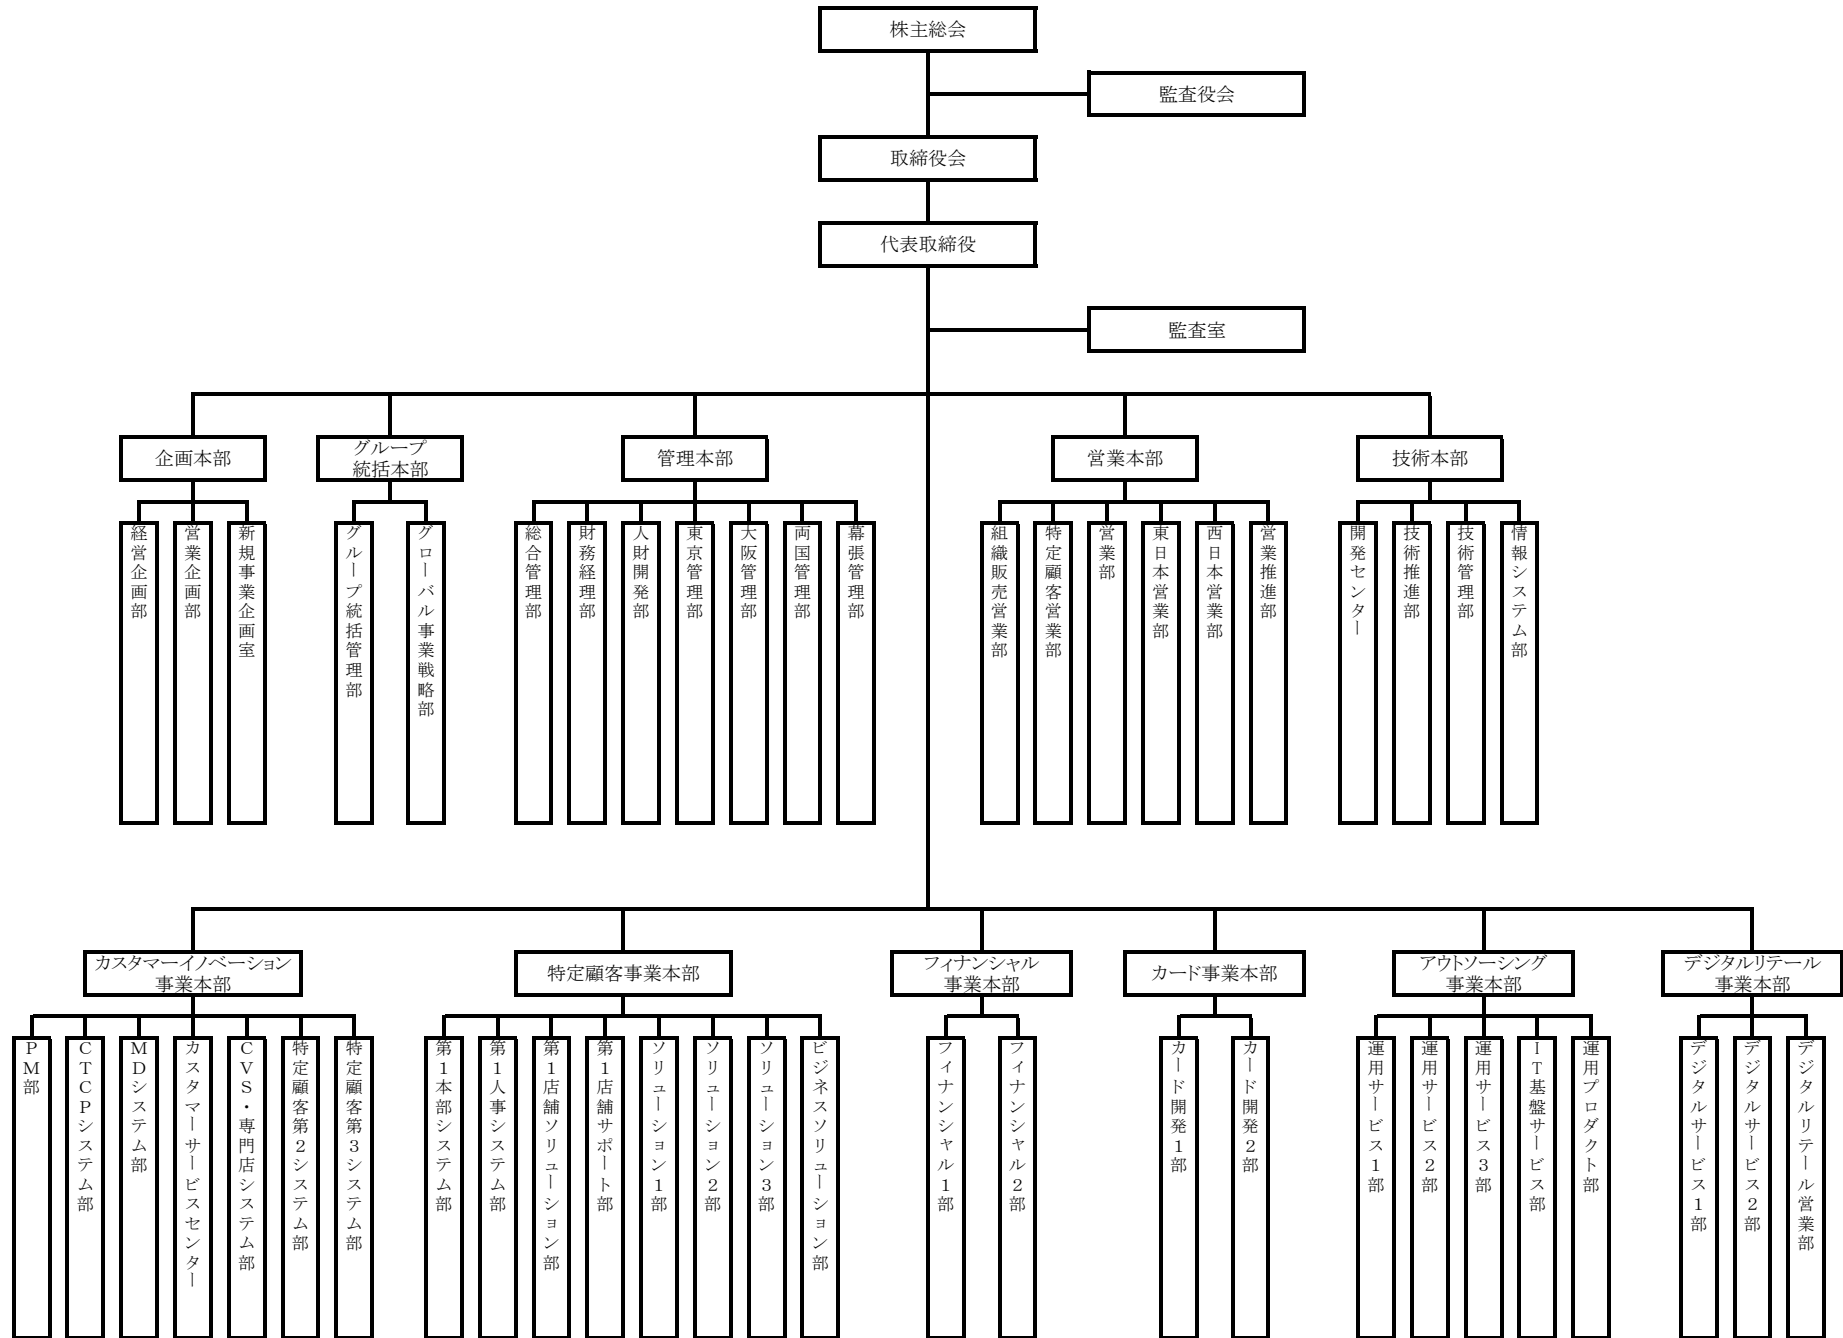 株主総会
監査役会
取締役会
代表取締役
監査室
企画本部
グループ
統括本部
管理本部
営業本部
技術本部
経営企画部
営業企画部
新規事業企画室
グループ統括管理部
グローバル事業戦略部
総合管理部
財務経理部
人財開発部
東京管理部
大阪管理部
両国管理部
幕張管理部
組織販売営業部
特定顧客営業部
営業部
東日本営業部
西日本営業部
営業推進部
開発センター
技術推進部
技術管理部
情報システム部
カスタマーイノベーション
事業本部
特定顧客事業本部
フィナンシャル
事業本部
カード事業本部
アウトソーシング
事業本部
デジタルリテール
事業本部
PM部
CTCPシステム部
MDシステム部
カスタマーサービスセンター
CVS・専門店システム部
特定顧客第2システム部
特定顧客第3システム部
第1本部システム部
第1人事システム部
第1店舗ソリューション部
第1店舗サポート部
ソリューション1部
ソリューション2部
ソリューション3部
ビジネスソリューション部
フィナンシャル1部
フィナンシャル2部
カード開発1部
カード開発2部
運用サービス1部
運用サービス2部
運用サービス3部
IT基盤サービス部
運用プロダクト部
デジタルサービス1部
デジタルサービス2部
デジタルリテール営業部